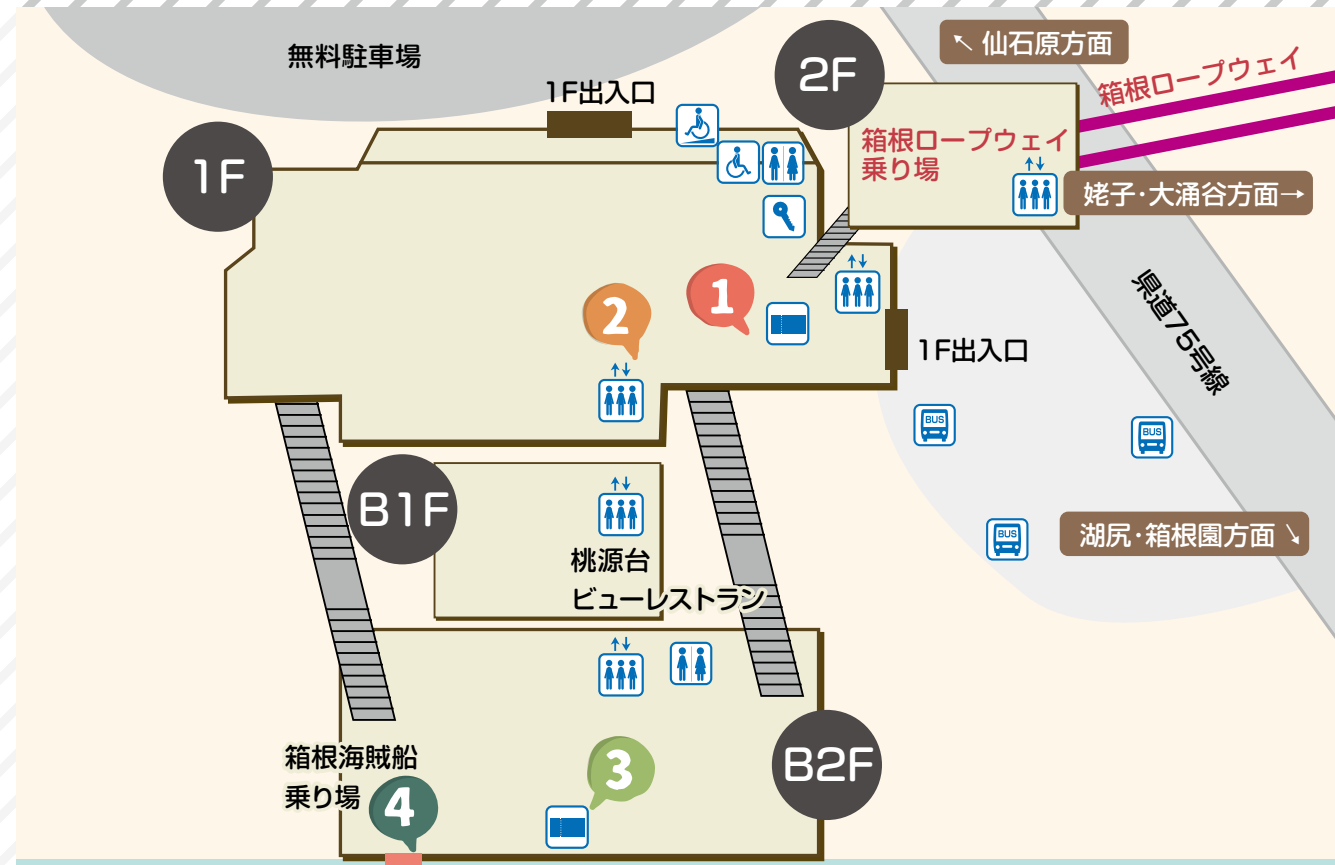 無料駐車場
1F出入口
1F
2F
↖ 仙石原方面
箱根ロープウェイ
箱根ロープウェイ
乗り場
姥子・大涌谷方面→
県道75号線
1
2
1F出入口
BUS
BUS
BUS
湖尻・箱根園方面↘
B1F
桃源台
ビューレストラン
B2F
箱根海賊船
乗り場
3
4